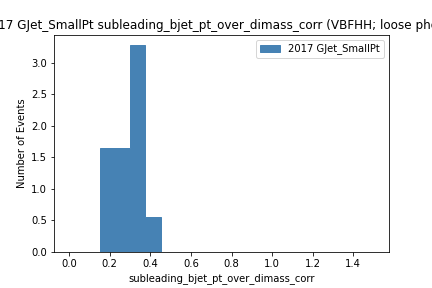 17 GJet_SmallPt subleading_bjet_pt_over_dimass_corr (VBFHH; loose pho
2017 GJet_SmallPt
Number of Events
3.0
2.5
2.0
1.5
1.0
0.5
0.0
0.0 0.2 0.4 0.6 0.8 1.0 1.2 1.4
subleading_bjet_pt_over_dimass_corr